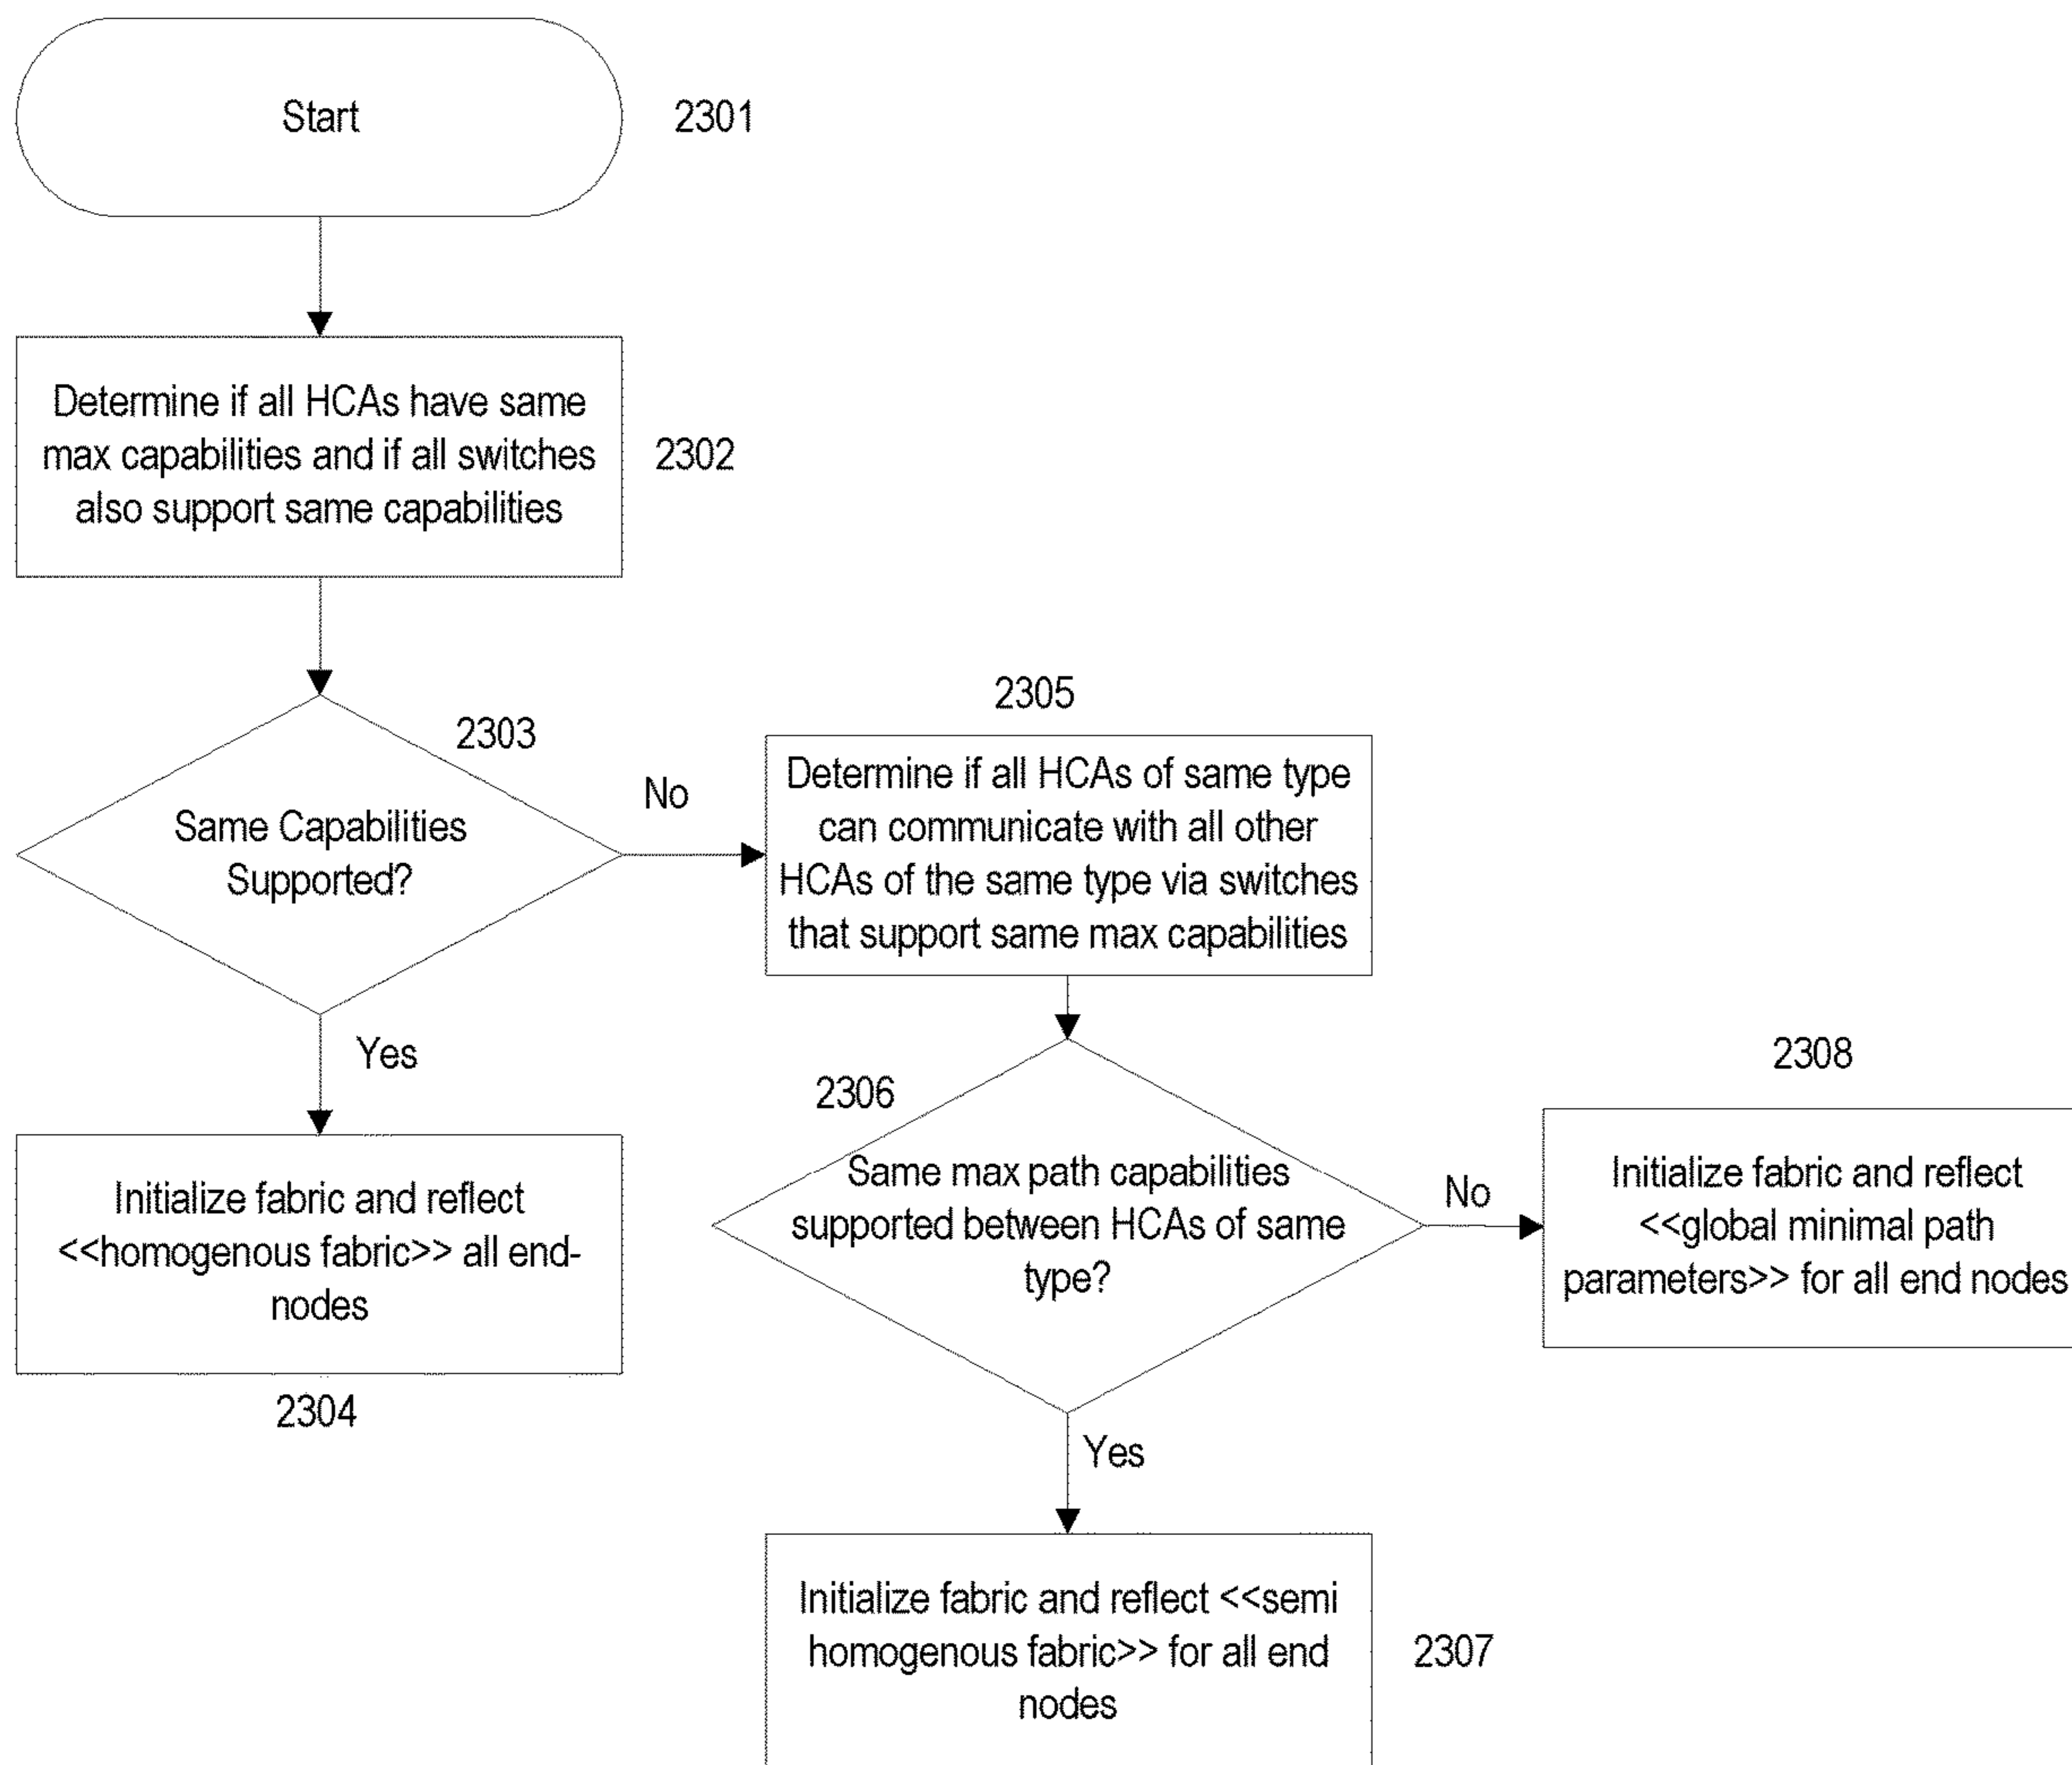 Start
2301
Determine if all HCAs have same
max capabilities and if all switches
also support same capabilities
2302
2303
Same Capabilities
Supported?
No
Yes
Initialize fabric and reflect
<<homogenous fabric>> all end-
nodes
2304
2305
Determine if all HCAs of same type
can communicate with all other
HCAs of the same type via switches
that support same max capabilities
2306
Same max path capabilities
supported between HCAs of same
type?
No
Yes
2308
Initialize fabric and reflect
<<global minimal path
parameters>> for all end nodes
Initialize fabric and reflect <<semi
homogenous fabric>> for all end
nodes
2307